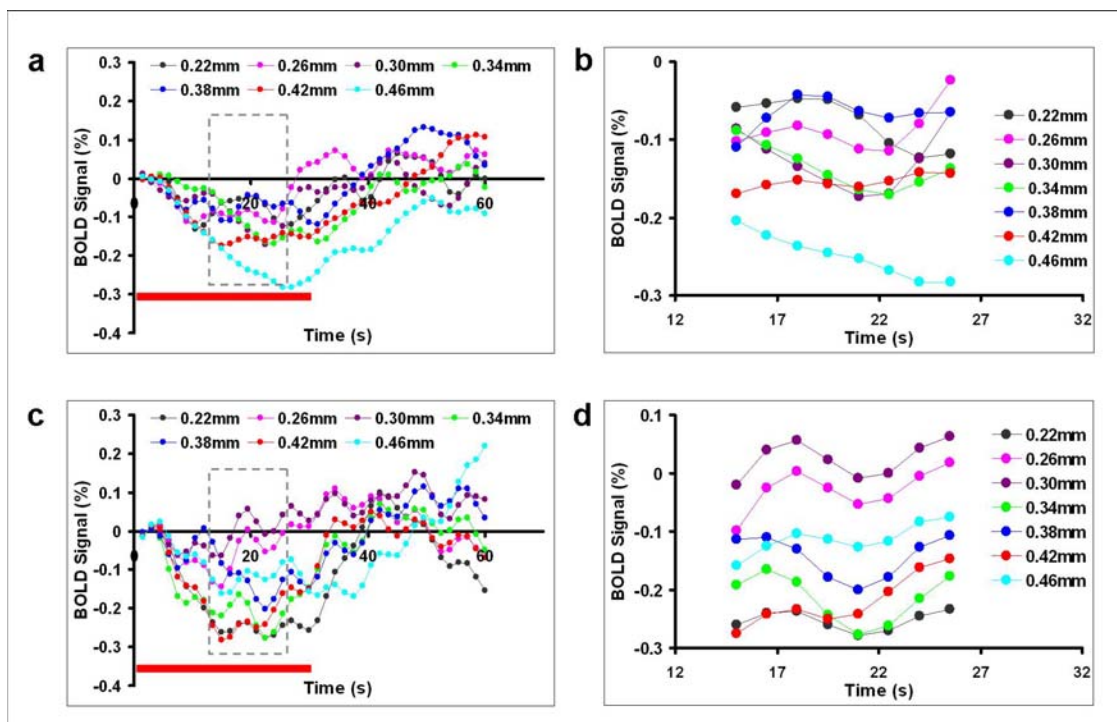 a
0.3
0.22mm 0.26mm 0.30mm 0.34mm
0.38mm 0.42mm 0.46mm
0.2
0.1
0
-0.1
-0.2
-0.3
-0.4
0 20 40 60
BOLD Signal (%)
Time (s)
b
0
-0.1
-0.2
-0.3
12 17 22 27 32
BOLD Signal (%)
Time (s)
0.22mm
0.26mm
0.30mm
0.34mm
0.38mm
0.42mm
0.46mm
c
0.3
0.22mm 0.26mm 0.30mm 0.34mm
0.38mm 0.42mm 0.46mm
0.2
0.1
0
-0.1
-0.2
-0.3
-0.4
0 20 40 60
BOLD Signal (%)
Time (s)
d
0.1
0
-0.1
-0.2
-0.3
12 17 22 27 32
BOLD Signal (%)
Time (s)
0.22mm
0.26mm
0.30mm
0.34mm
0.38mm
0.42mm
0.46mm